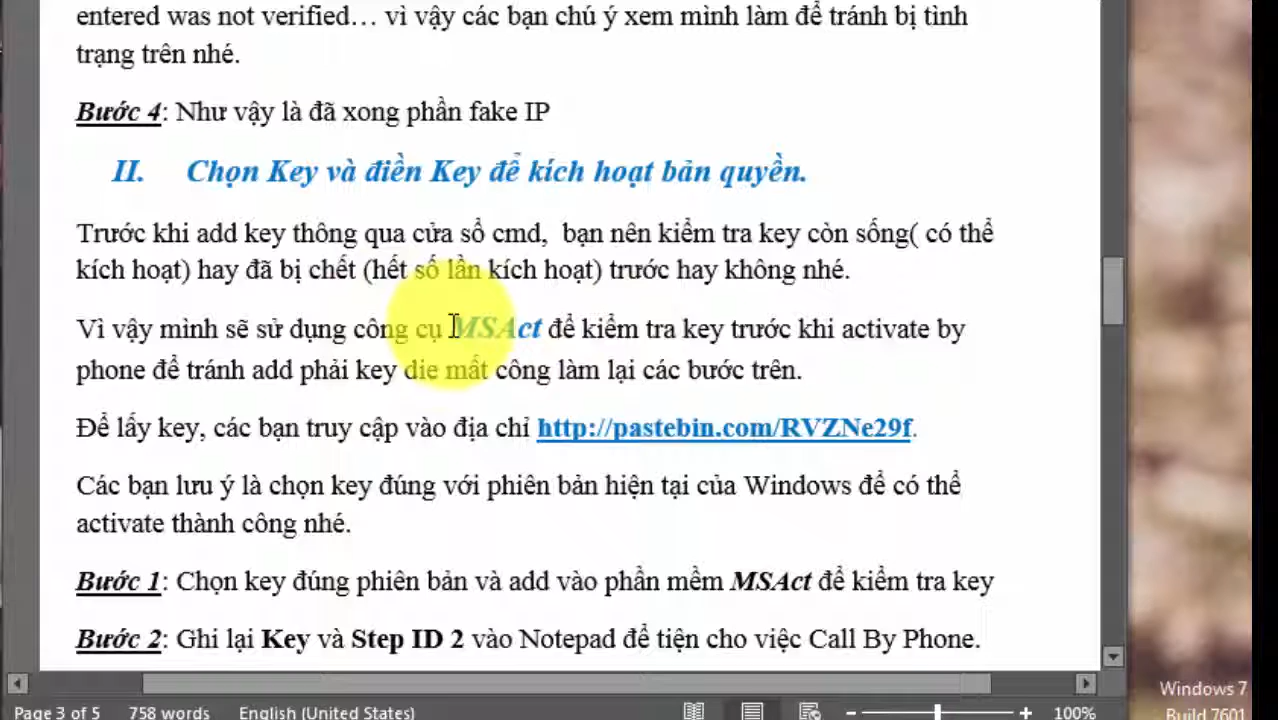 entered was not verified… vì vậy các bạn chú ý xem mình làm để tránh bị tình
trạng trên nhé.
Bước 4: Như vậy là đã xong phần fake IP
II. Chọn Key và điền Key để kích hoạt bản quyền.
Trước khi add key thông qua cửa sổ cmd, bạn nên kiểm tra key còn sống( có thể
kích hoạt) hay đã bị chết (hết số lần kích hoạt) trước hay không nhé.
Vì vậy mình sẽ sử dụng công cụ MSAct để kiểm tra key trước khi activate by
phone để tránh add phải key die mất công làm lại các bước trên.
Để lấy key, các bạn truy cập vào địa chỉ http://pastebin.com/RVZNe29f.
Các bạn lưu ý là chọn key đúng với phiên bản hiện tại của Windows để có thể
activate thành công nhé.
Bước 1: Chọn key đúng phiên bản và add vào phần mềm MSAct để kiểm tra key
Bước 2: Ghi lại Key và Step ID 2 vào Notepad để tiện cho việc Call By Phone.
Windows 7
Page 3 of 5 758 words English (United States) 100% Build 7601